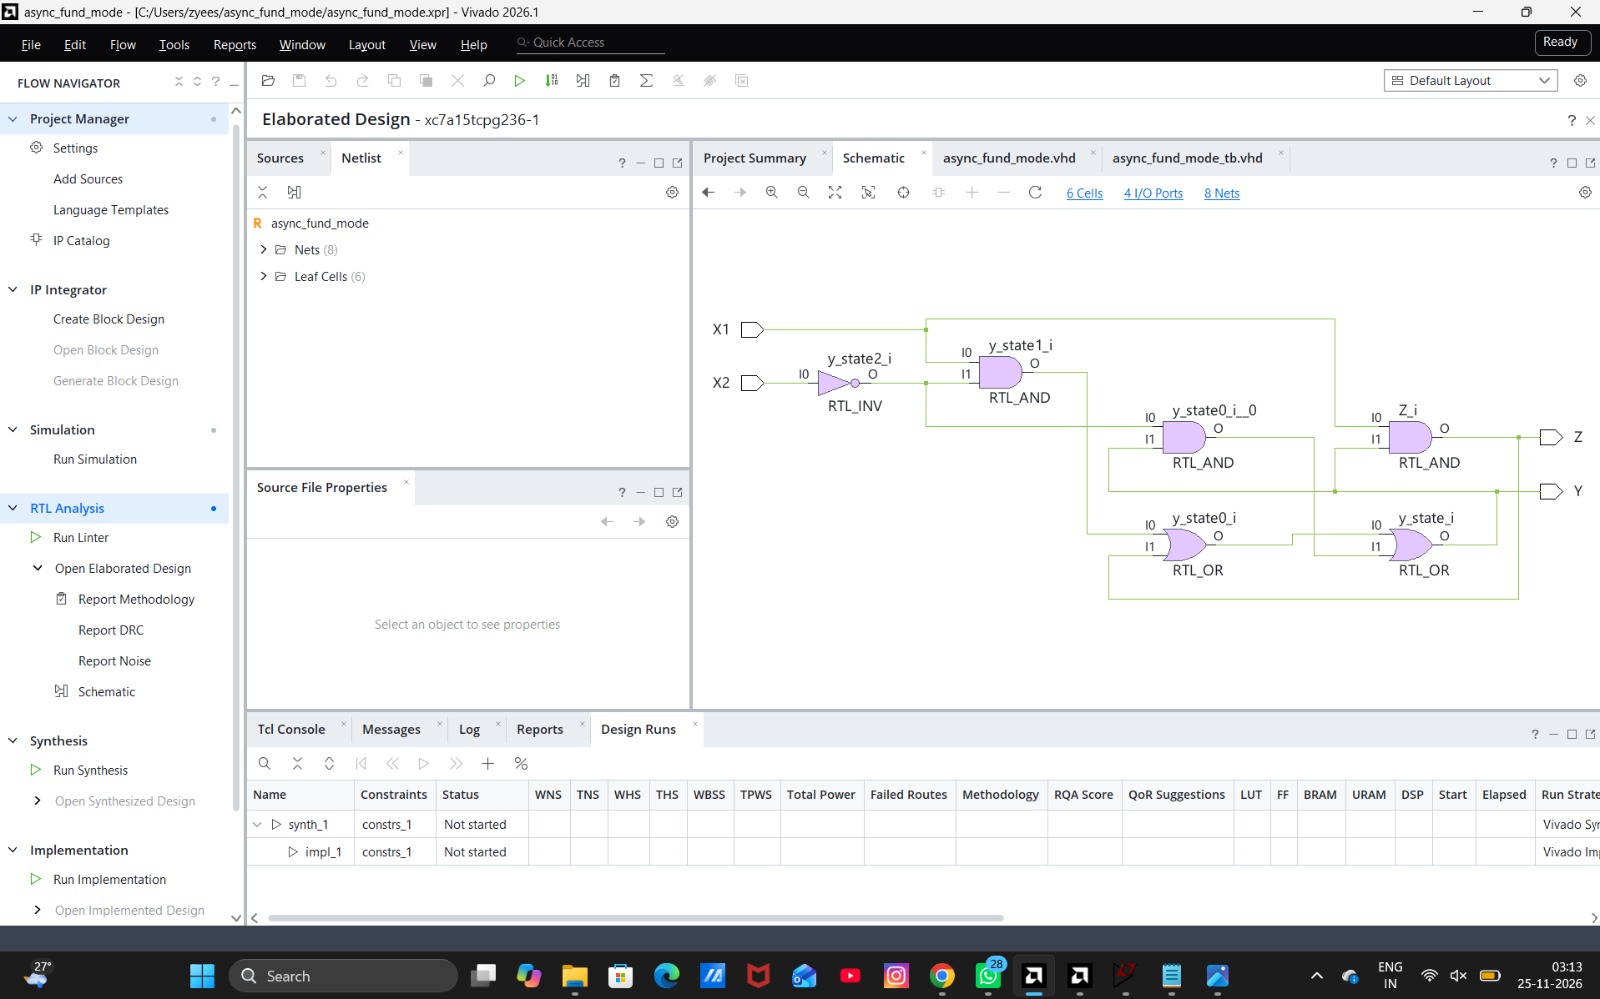 async_fund_mode - [C:/Users/zyees/async_fund_mode/async_fund_mode.xpr] - Vivado 2026.1
File Edit Flow Tools Reports Window Layout View Help Quick Access Ready
FLOW NAVIGATOR ? _
Default Layout
Elaborated Design - xc7a15tcpg236-1
Project Manager
Settings
Add Sources
Language Templates
IP Catalog
IP Integrator
Create Block Design
Open Block Design
Generate Block Design
Simulation
Run Simulation
RTL Analysis
Run Linter
Open Elaborated Design
Report Methodology
Report DRC
Report Noise
Schematic
Synthesis
Run Synthesis
Open Synthesized Design
Implementation
Run Implementation
Open Implemented Design
Sources Netlist
R async_fund_mode
Nets (8)
Leaf Cells (6)
Source File Properties
Select an object to see properties
Project Summary Schematic async_fund_mode.vhd async_fund_mode_tb.vhd
6 Cells 4 I/O Ports 8 Nets
X1
X2
y_state2_i
I0 O
RTL_INV
y_state1_i
I0 O
I1
RTL_AND
y_state0_i__0
I0 O
I1
RTL_AND
Z_i
I0 O
I1
RTL_AND
Z
Y
y_state0_i
I0 O
I1
RTL_OR
y_state_i
I0 O
I1
RTL_OR
Tcl Console Messages Log Reports Design Runs
Name Constraints Status WNS TNS WHS THS WBSS TPWS Total Power Failed Routes Methodology RQA Score QoR Suggestions LUT FF BRAM URAM DSP Start Elapsed Run Strate
synth_1 constrs_1 Not started Vivado Syn
impl_1 constrs_1 Not started Vivado Imp
27°
Search
28
ENG
IN
03:13
25-11-2026